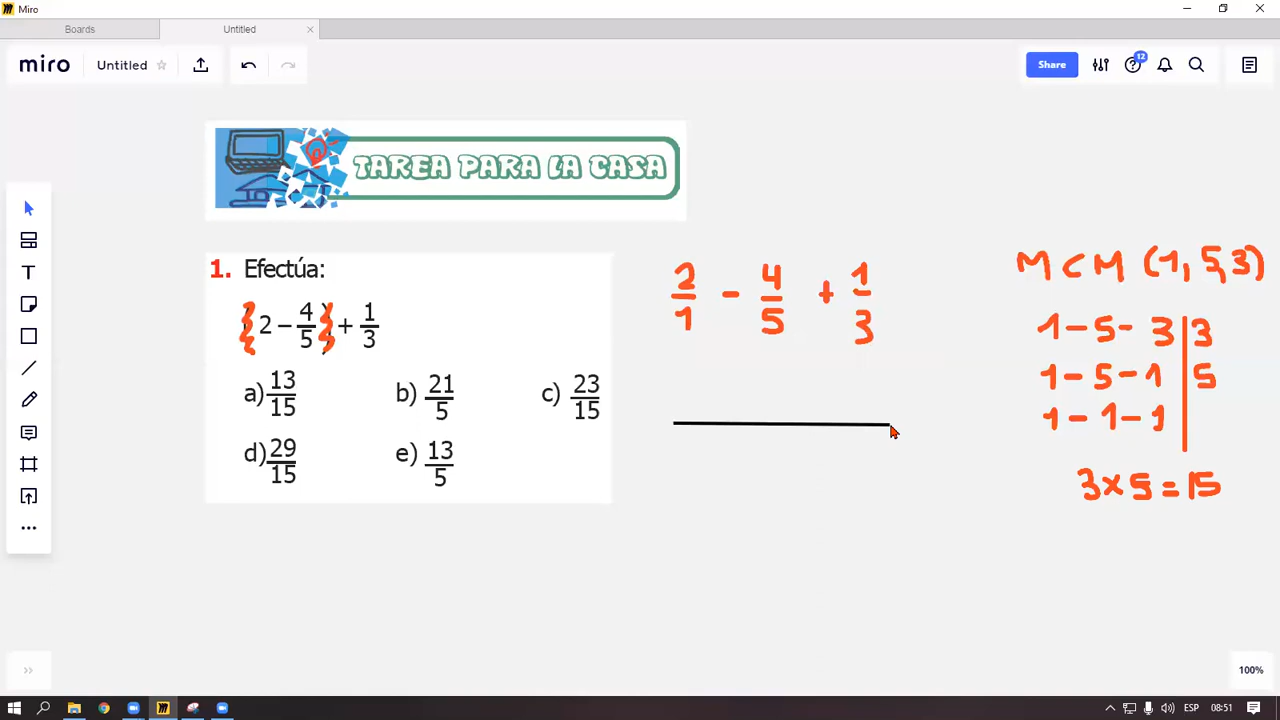 Miro
Boards
Untitled
miro
Untitled
Share
12
TAREA PARA LA CASA
1. Efectúa:
(2 − 4/5) + 1/3
a) 13/15 b) 21/5 c) 23/15
d) 29/15 e) 13/5
2/1 - 4/5 + 1/3
MCM (1, 5, 3)
1 - 5 - 3 | 3
1 - 5 - 1 | 5
1 - 1 - 1
3 x 5 = 15
100%
ESP
08:51